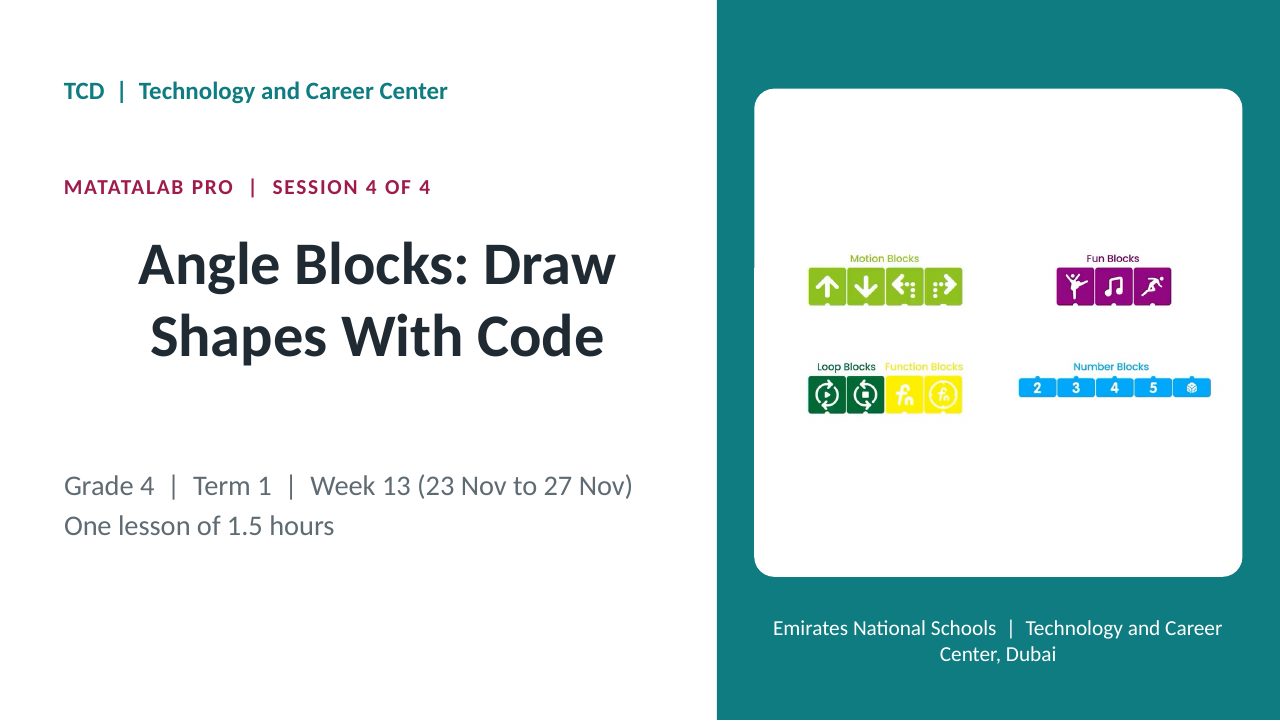 TCD | Technology and Career Center
MATATALAB PRO | SESSION 4 OF 4
Angle Blocks: Draw
Shapes With Code
Grade 4 | Term 1 | Week 13 (23 Nov to 27 Nov)
One lesson of 1.5 hours
Motion Blocks
Fun Blocks
Loop Blocks
Function Blocks
Number Blocks
fn
fn
2
3
4
5
Emirates National Schools | Technology and Career
Center, Dubai